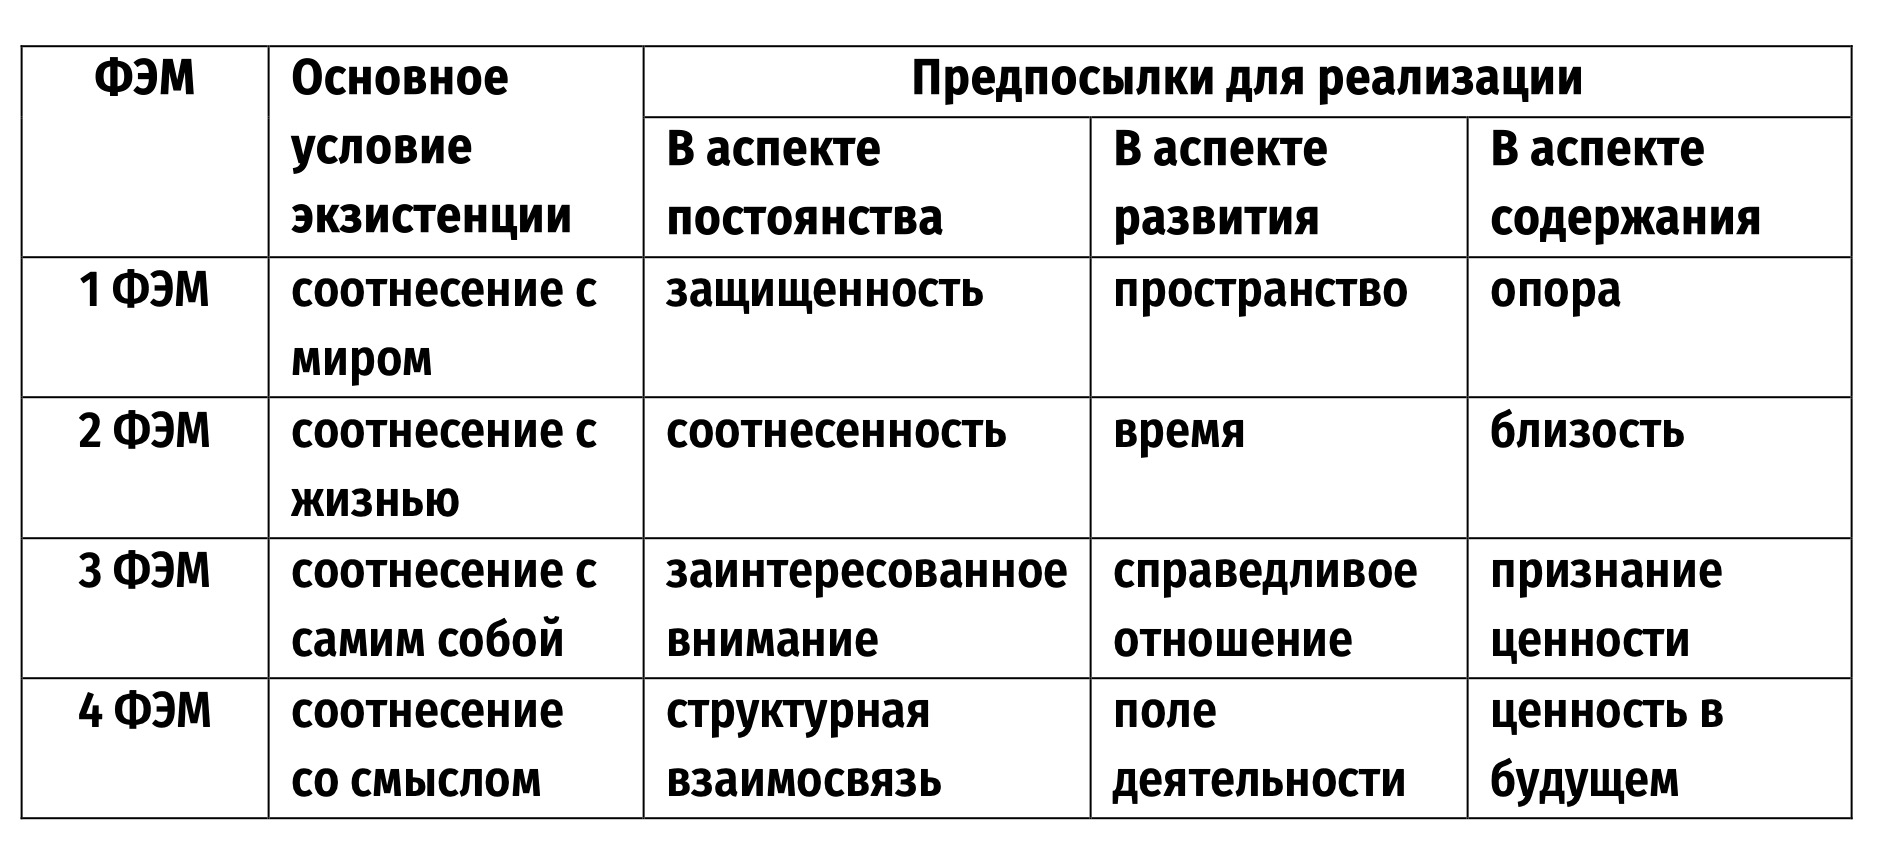 ФЭМ
Основное
условие
экзистенции
Предпосылки для реализации
В аспекте
постоянства
В аспекте
развития
В аспекте
содержания
1 ФЭМ
соотнесение с
миром
защищенность
пространство
опора
2 ФЭМ
соотнесение с
жизнью
соотнесенность
время
близость
3 ФЭМ
соотнесение с
самим собой
заинтересованное
внимание
справедливое
отношение
признание
ценности
4 ФЭМ
соотнесение
со смыслом
структурная
взаимосвязь
поле
деятельности
ценность в
будущем